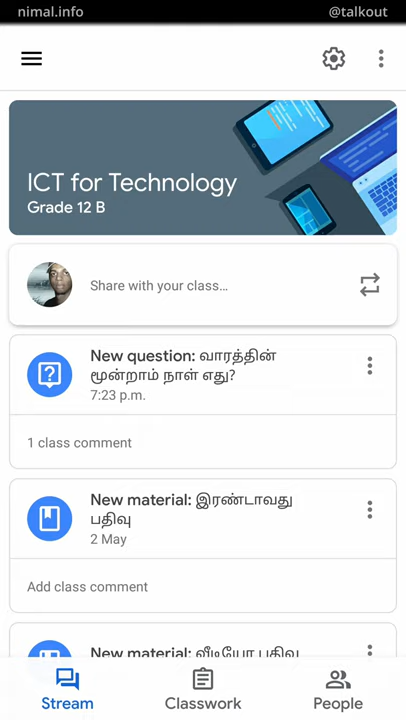 nimal.info
@talkout
ICT for Technology
Grade 12 B
Share with your class...
New question: வாரத்தின்
மூன்றாம் நாள் எது?
7:23 p.m.
1 class comment
New material: இரண்டாவது
பதிவு
2 May
Add class comment
New material: வீடியோ பதிவு
Stream
Classwork
People